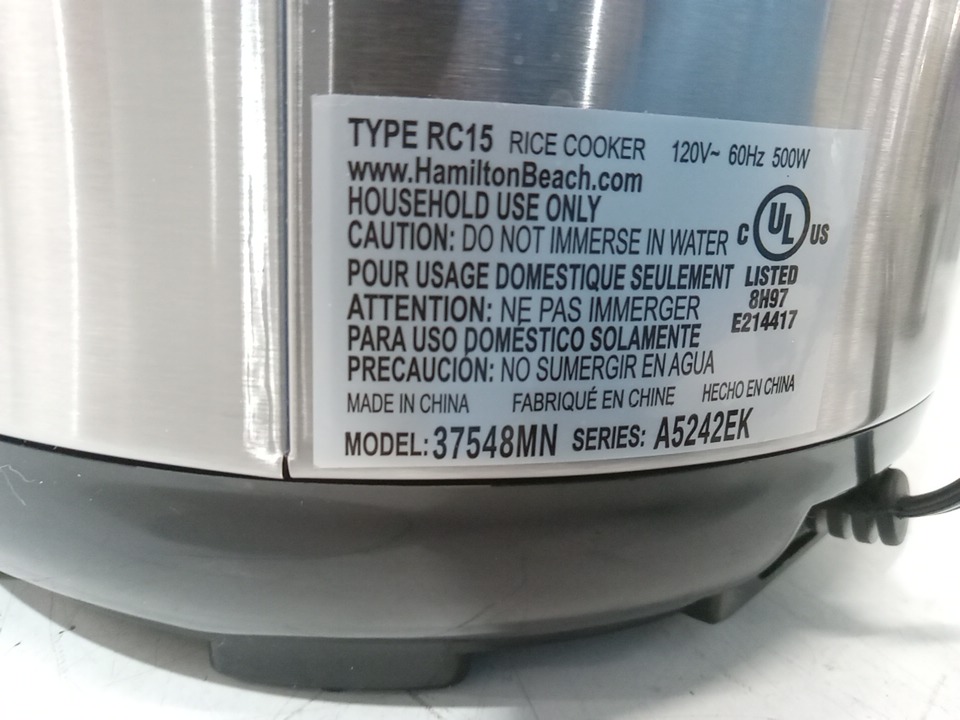 TYPE RC15 RICE COOKER 120V~ 60Hz 500W
www.HamiltonBeach.com
HOUSEHOLD USE ONLY
CAUTION: DO NOT IMMERSE IN WATER
POUR USAGE DOMESTIQUE SEULEMENT
ATTENTION: NE PAS IMMERGER
PARA USO DOMÉSTICO SOLAMENTE
PRECAUCIÓN: NO SUMERGIR EN AGUA
C UL US
LISTED
8H97
E214417
MADE IN CHINA FABRIQUÉ EN CHINE HECHO EN CHINA
MODEL: 37548MN SERIES: A5242EK